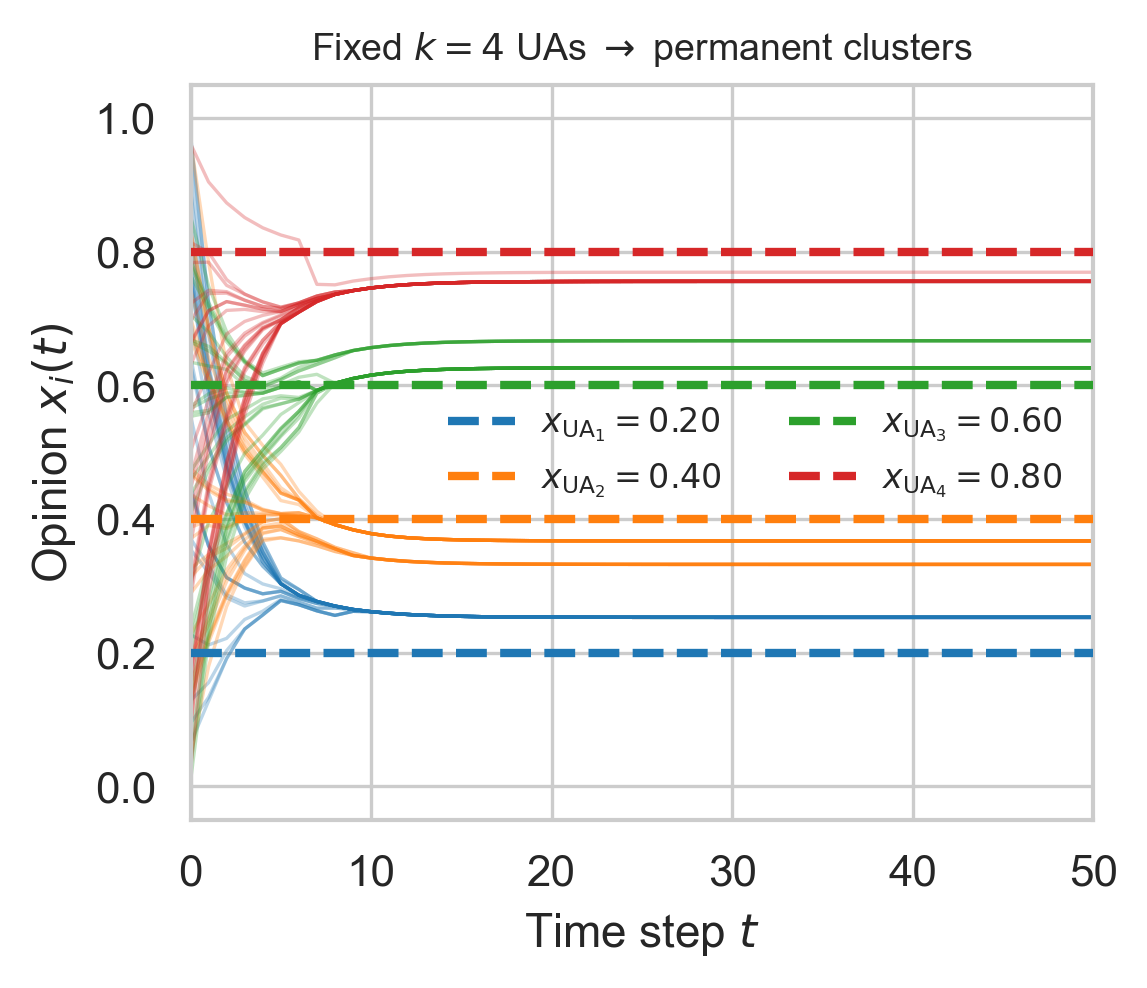 Fixed k = 4 UAs → permanent clusters
1.0
0.8
0.6
0.4
0.2
0.0
Opinion xᵢ(t)
x_UA₁ = 0.20
x_UA₃ = 0.60
x_UA₂ = 0.40
x_UA₄ = 0.80
0 10 20 30 40 50
Time step t